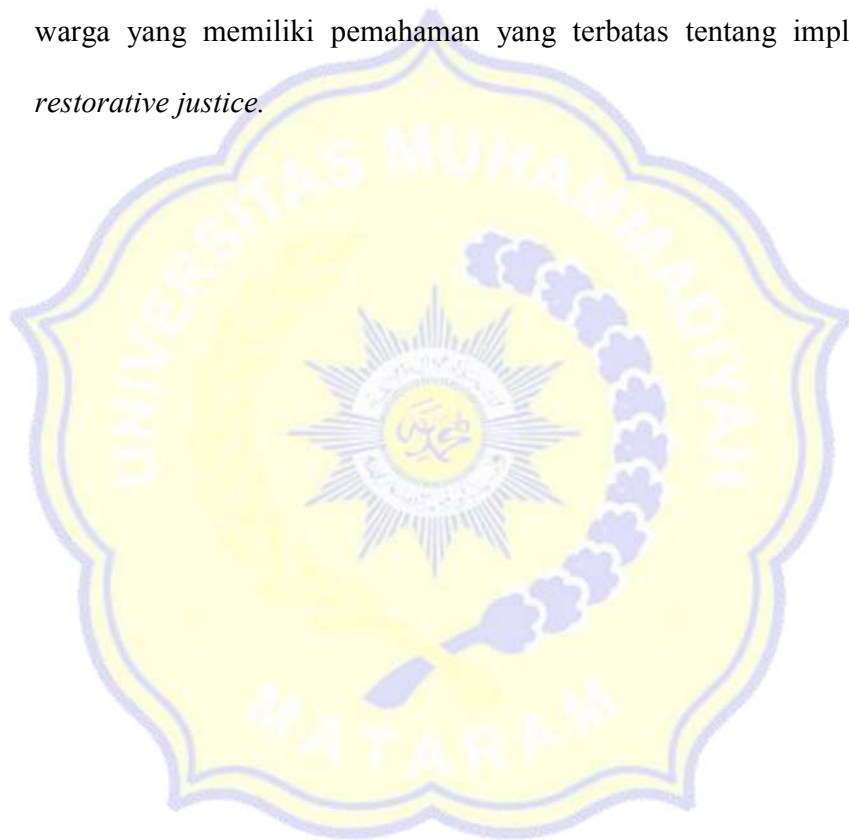 warga yang memiliki pemahaman yang terbatas tentang impl
restorative justice.
UNIVERSITAS MUHAMMADIYAH
MATARAM